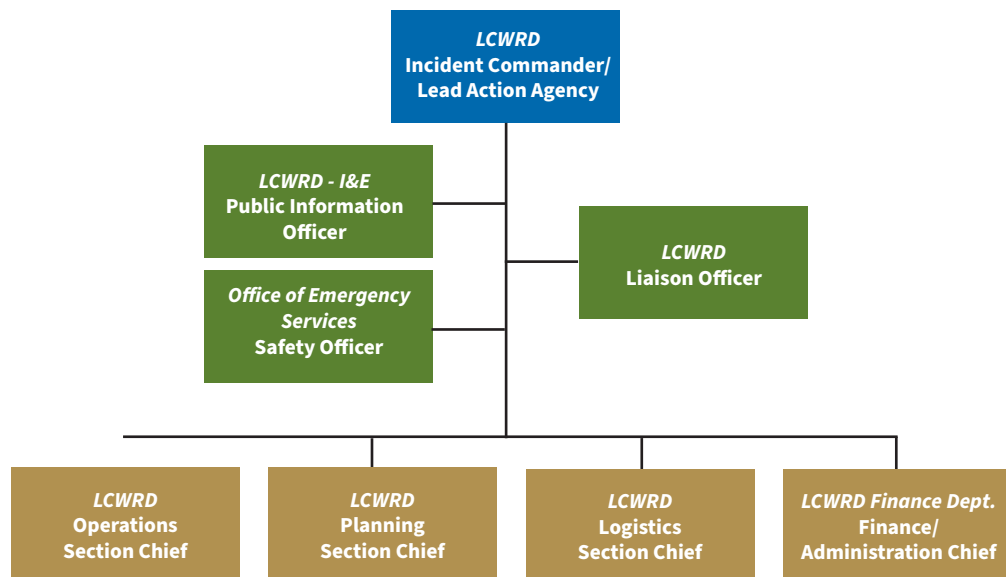 LCWRD
Incident Commander/
Lead Action Agency
LCWRD - I&E
Public Information
Officer
LCWRD
Liaison Officer
Office of Emergency
Services
Safety Officer
LCWRD
Operations
Section Chief
LCWRD
Planning
Section Chief
LCWRD
Logistics
Section Chief
LCWRD Finance Dept.
Finance/
Administration Chief